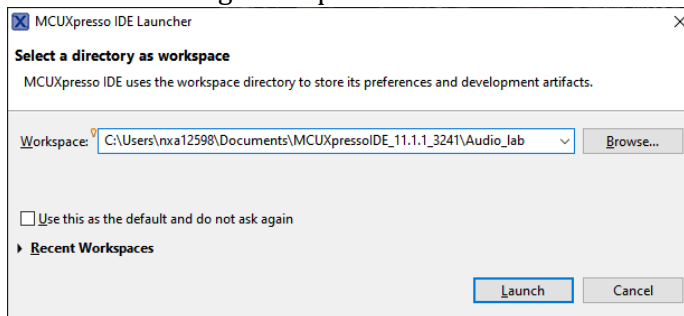 MCUXpresso IDE Launcher
Select a directory as workspace
MCUXpresso IDE uses the workspace directory to store its preferences and development artifacts.
Workspace: C:\Users\nxa12598\Documents\MCUXpressoIDE_11.1.1_3241\Audio_lab Browse...
Use this as the default and do not ask again
Recent Workspaces
Launch Cancel